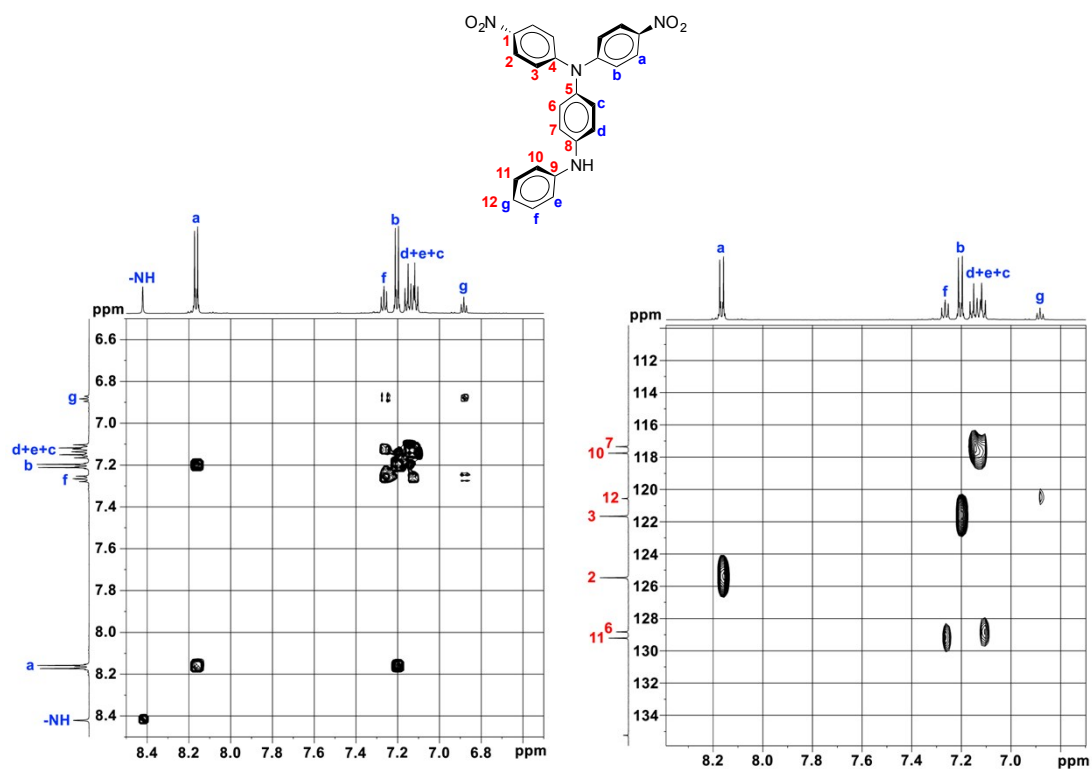 O₂N
NO₂
1
2
3
4
N
a
b
5
6
c
7
d
8
NH
9
10
11
12
g
f
e
a
b
d+e+c
f
g
-NH
ppm
6.6
6.8
7.0
7.2
7.4
7.6
7.8
8.0
8.2
8.4
g
d+e+c
b
f
a
-NH
8.4 8.2 8.0 7.8 7.6 7.4 7.2 7.0 6.8 ppm
a
b
d+e+c
f
g
ppm
112
114
116
118
120
122
124
126
128
130
132
134
7
10
12
3
2
6
11
8.2 8.0 7.8 7.6 7.4 7.2 7.0 ppm